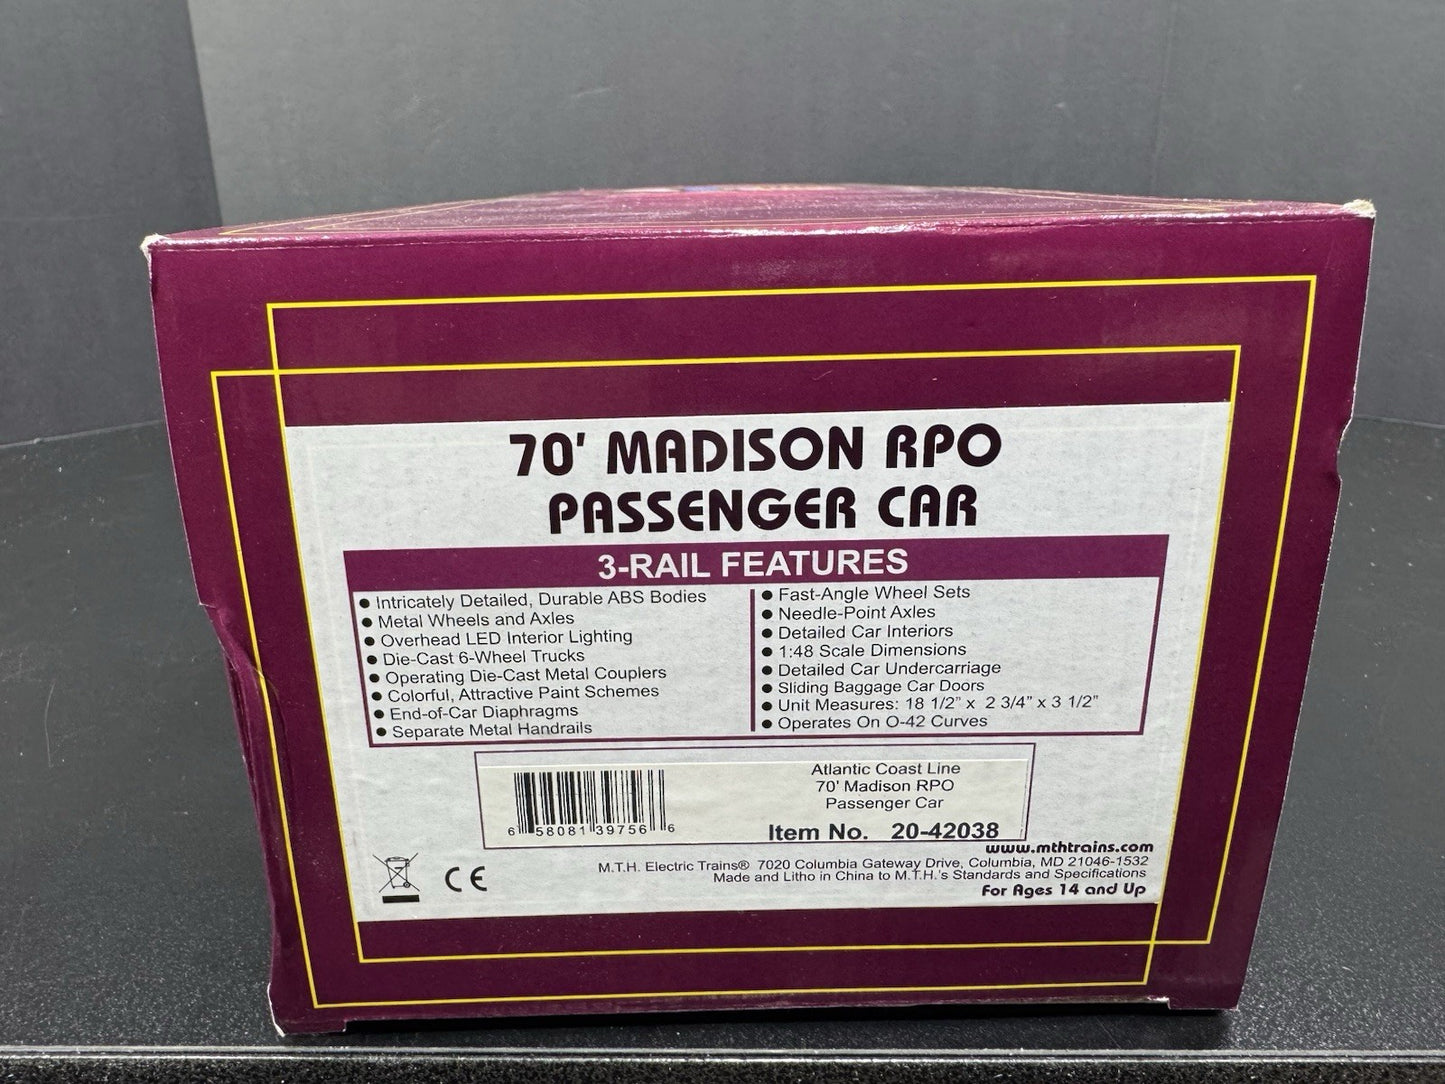 70' MADISON RPO
PASSENGER CAR
3-RAIL FEATURES
● Intricately Detailed, Durable ABS Bodies
● Metal Wheels and Axles
● Overhead LED Interior Lighting
● Die-Cast 6-Wheel Trucks
● Operating Die-Cast Metal Couplers
● Colorful, Attractive Paint Schemes
● End-of-Car Diaphragms
● Separate Metal Handrails
● Fast-Angle Wheel Sets
● Needle-Point Axles
● Detailed Car Interiors
● 1:48 Scale Dimensions
● Detailed Car Undercarriage
● Sliding Baggage Car Doors
● Unit Measures: 18 1/2” x 2 3/4” x 3 1/2”
● Operates On O-42 Curves
6 58081 39756 6
Atlantic Coast Line
70' Madison RPO
Passenger Car
Item No. 20-42038
www.mthtrains.com
M.T.H. Electric Trains® 7020 Columbia Gateway Drive, Columbia, MD 21046-1532
Made and Litho in China to M.T.H.'s Standards and Specifications
For Ages 14 and Up
CE